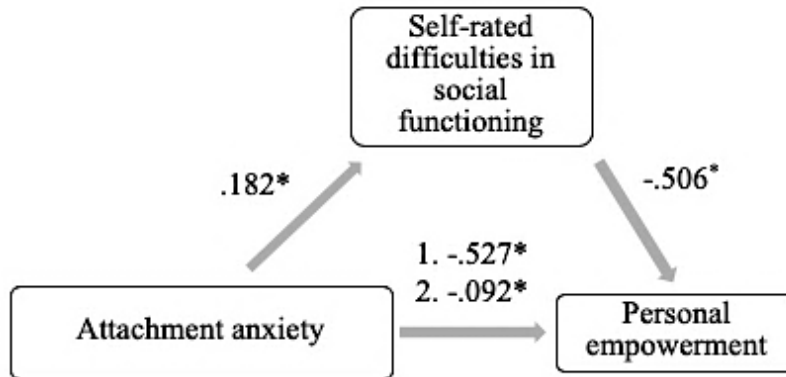 Self-rated
difficulties in
social
functioning
.182*
-.506*
1. -.527*
2. -.092*
Attachment anxiety
Personal
empowerment